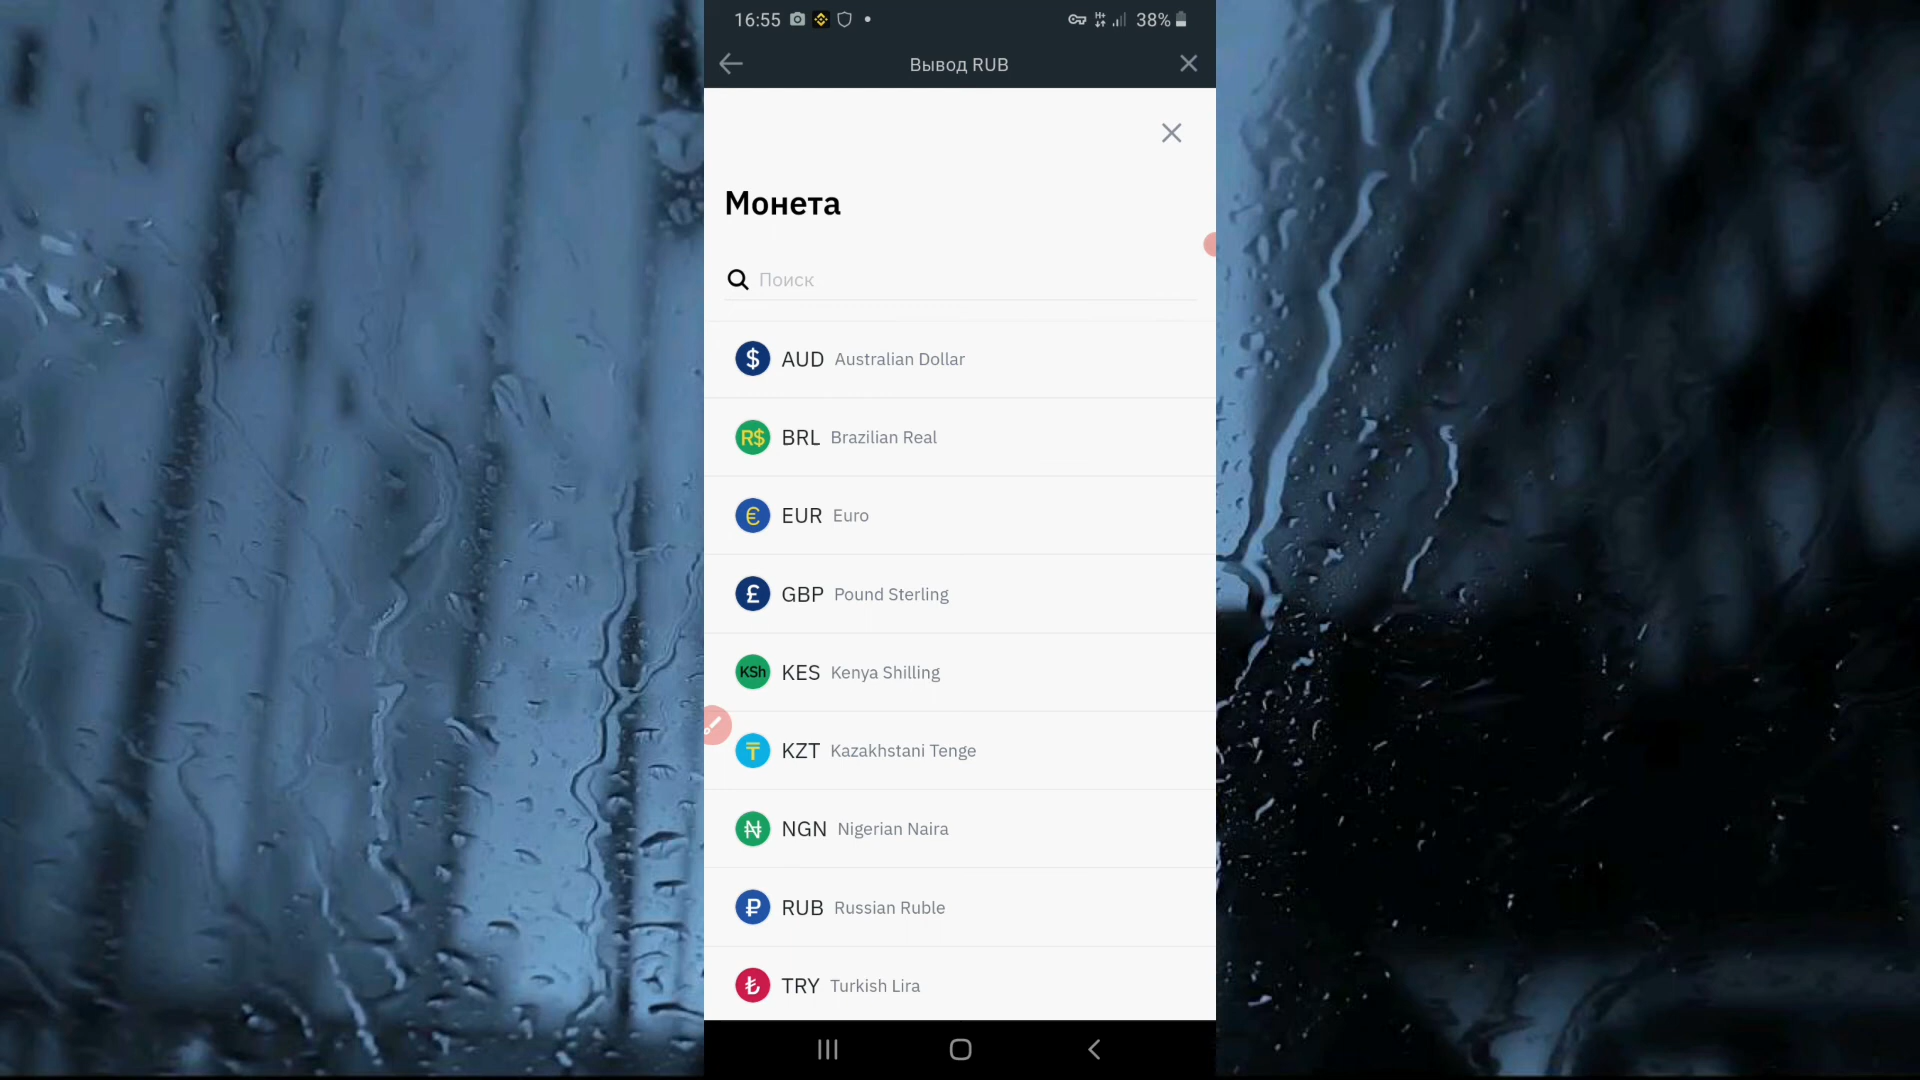 16:55 38%
Вывод RUB
Монета
Поиск
$ AUD Australian Dollar
R$ BRL Brazilian Real
€ EUR Euro
£ GBP Pound Sterling
KSh KES Kenya Shilling
₸ KZT Kazakhstani Tenge
₦ NGN Nigerian Naira
₽ RUB Russian Ruble
₺ TRY Turkish Lira